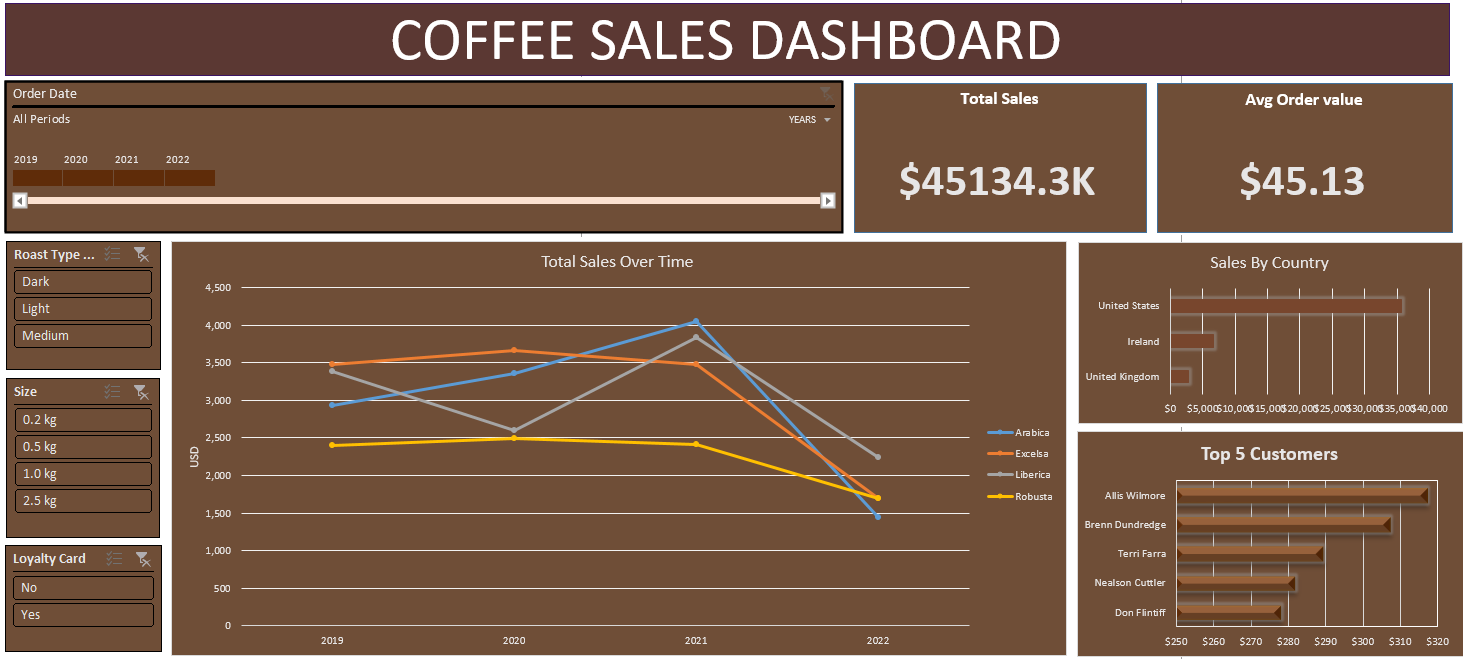 COFFEE SALES DASHBOARD
Order Date
All Periods
YEARS
2019 2020 2021 2022
Total Sales
$45134.3K
Avg Order value
$45.13
Roast Type ...
Dark
Light
Medium
Size
0.2 kg
0.5 kg
1.0 kg
2.5 kg
Loyalty Card
No
Yes
Total Sales Over Time
4,500
4,000
3,500
3,000
2,500
2,000
1,500
1,000
500
0
USD
2019 2020 2021 2022
Arabica
Excelsa
Liberica
Robusta
Sales By Country
United States
Ireland
United Kingdom
$0 $5,000 $10,000 $15,000 $20,000 $25,000 $30,000 $35,000 $40,000
Top 5 Customers
Allis Wilmore
Brenn Dundredge
Terri Farra
Nealson Cuttler
Don Flintiff
$250 $260 $270 $280 $290 $300 $310 $320